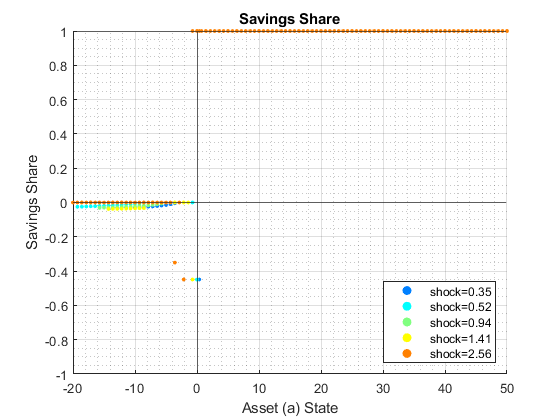 Savings Share
1
0.8
0.6
0.4
0.2
0
-0.2
-0.4
-0.6
-0.8
-1
Savings Share
-20 -10 0 10 20 30 40 50
Asset (a) State
shock=0.35
shock=0.52
shock=0.94
shock=1.41
shock=2.56